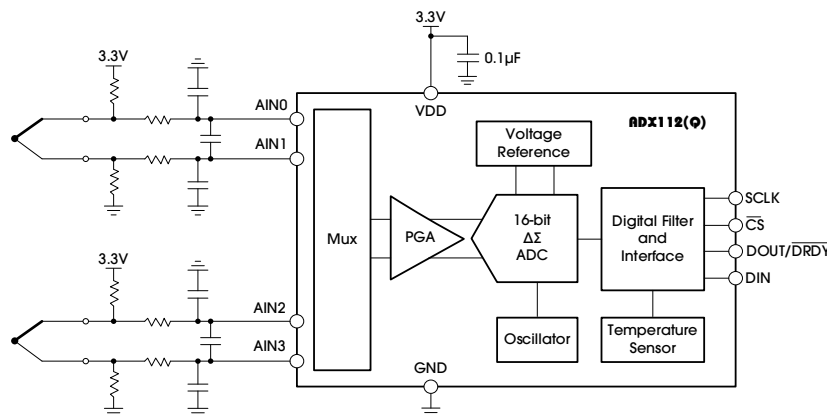 3.3V
0.1µF
3.3V
AIN0
VDD
ADX112(Q)
Voltage
Reference
AIN1
SCLK
Mux
PGA
16-bit
ΔΣ
ADC
Digital Filter
and
Interface
CS
DOUT/DRDY
DIN
3.3V
AIN2
Oscillator
Temperature
Sensor
AIN3
GND